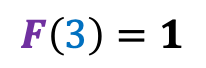 F(3) = 1